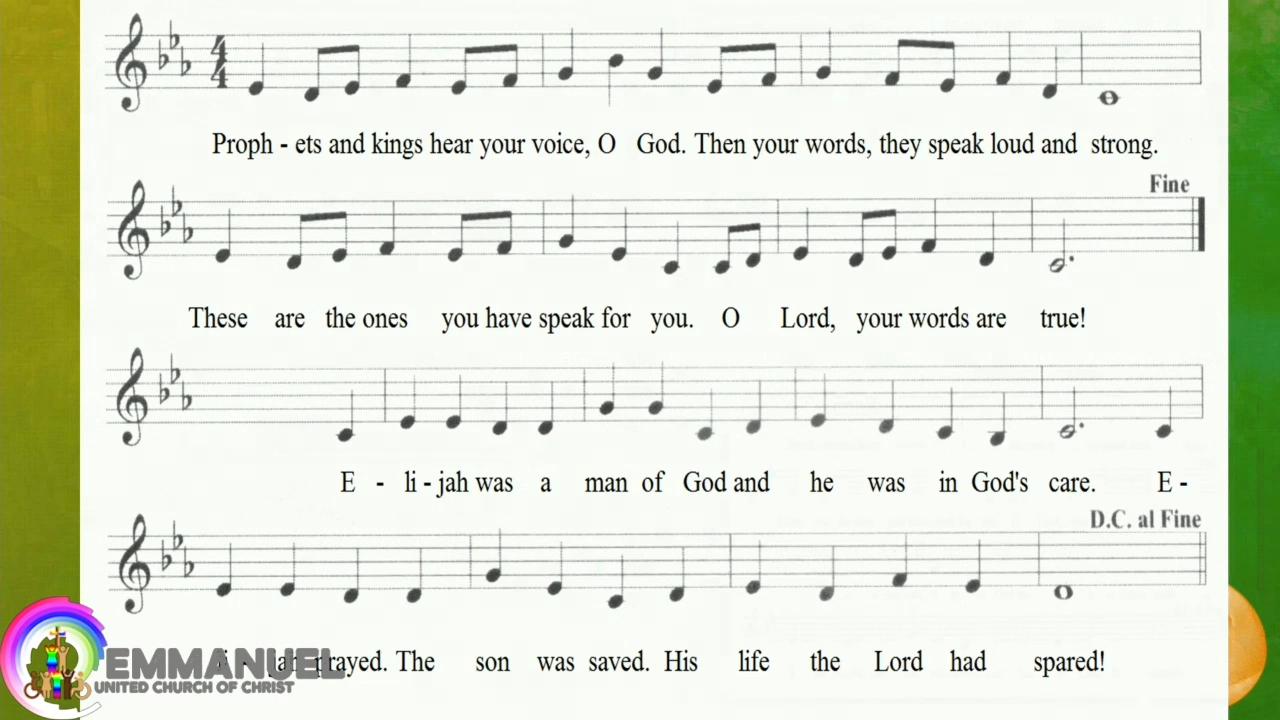 4
4
Proph - ets and kings hear your voice, O God. Then your words, they speak loud and strong.
Fine
These are the ones you have speak for you. O Lord, your words are true!
E - li - jah was a man of God and he was in God's care. E -
D.C. al Fine
prayed. The son was saved. His life the Lord had spared!
EMMANUEL
UNITED CHURCH OF CHRIST